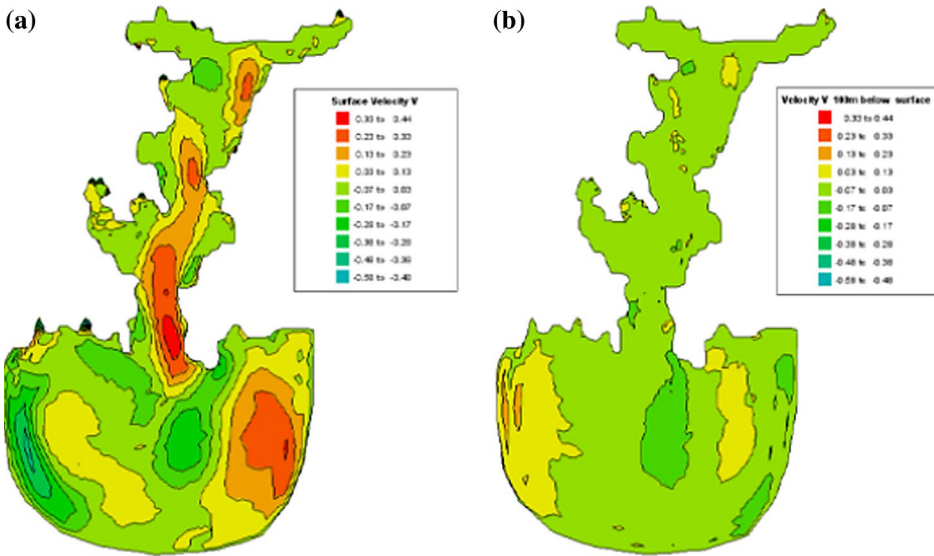 (a)
(b)
Surface Velocity V
0.33 to 0.44
0.23 to 0.33
0.13 to 0.23
0.03 to 0.13
-0.07 to 0.03
-0.17 to -0.07
-0.28 to -0.17
-0.38 to -0.28
-0.48 to -0.38
-0.58 to -0.48
Velocity V 100m below surface
0.33 to 0.44
0.23 to 0.33
0.13 to 0.23
0.03 to 0.13
-0.07 to 0.03
-0.17 to -0.07
-0.28 to -0.17
-0.38 to -0.28
-0.48 to -0.38
-0.58 to -0.48